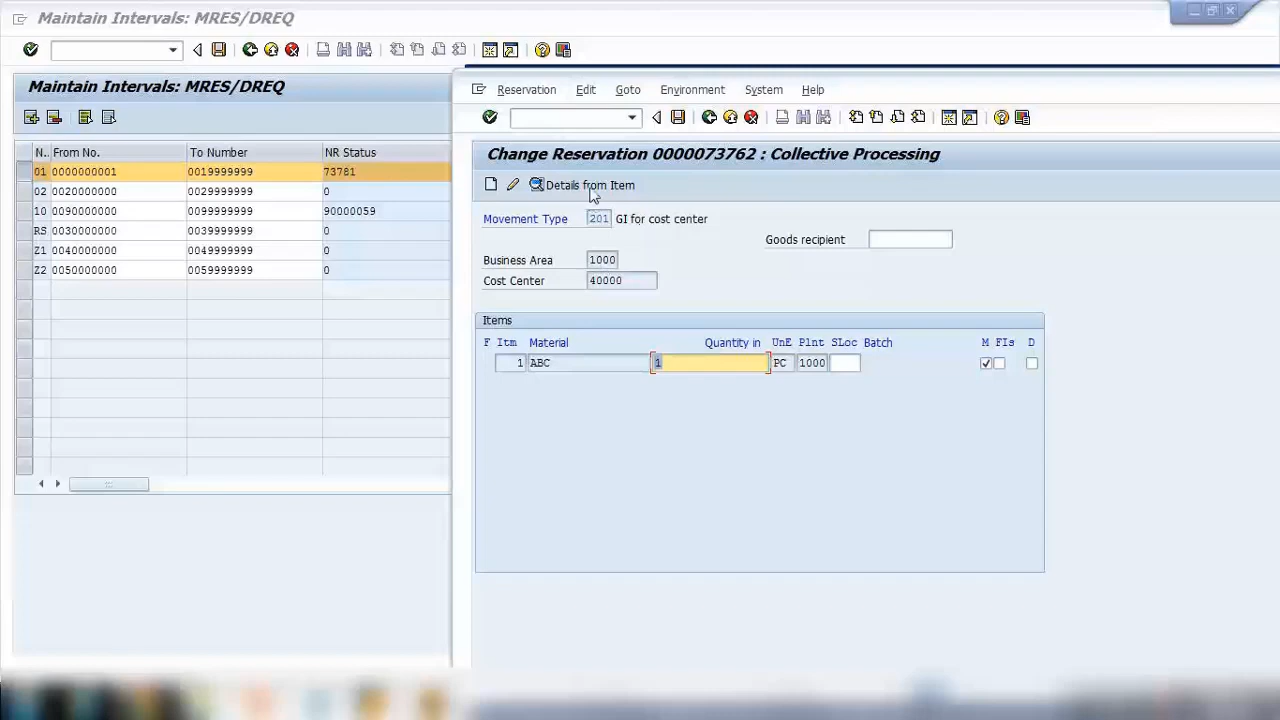 Maintain Intervals: MRES/DREQ
Maintain Intervals: MRES/DREQ
N.. From No. To Number NR Status
01 0000000001 0019999999 73781
02 0020000000 0029999999 0
10 0090000000 0099999999 90000059
RS 0030000000 0039999999 0
Z1 0040000000 0049999999 0
Z2 0050000000 0059999999 0
Reservation Edit Goto Environment System Help
Change Reservation 0000073762 : Collective Processing
Details from Item
Movement Type 201 GI for cost center
Goods recipient
Business Area 1000
Cost Center 40000
Items
F Itm Material Quantity in UnE Plnt SLoc Batch M FIs D
1 ABC 1 PC 1000